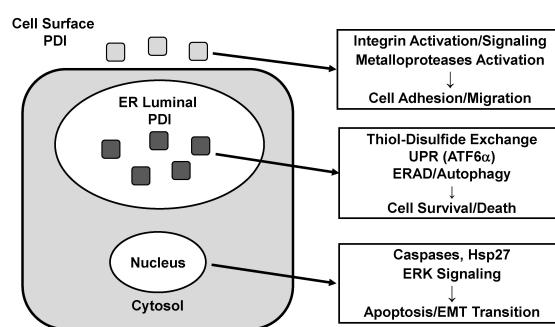 Cell Surface
PDI
ER Luminal
PDI
Nucleus
Cytosol
Integrin Activation/Signaling
Metalloproteases Activation
↓
Cell Adhesion/Migration
Thiol-Disulfide Exchange
UPR (ATF6α)
ERAD/Autophagy
↓
Cell Survival/Death
Caspases, Hsp27
ERK Signaling
↓
Apoptosis/EMT Transition